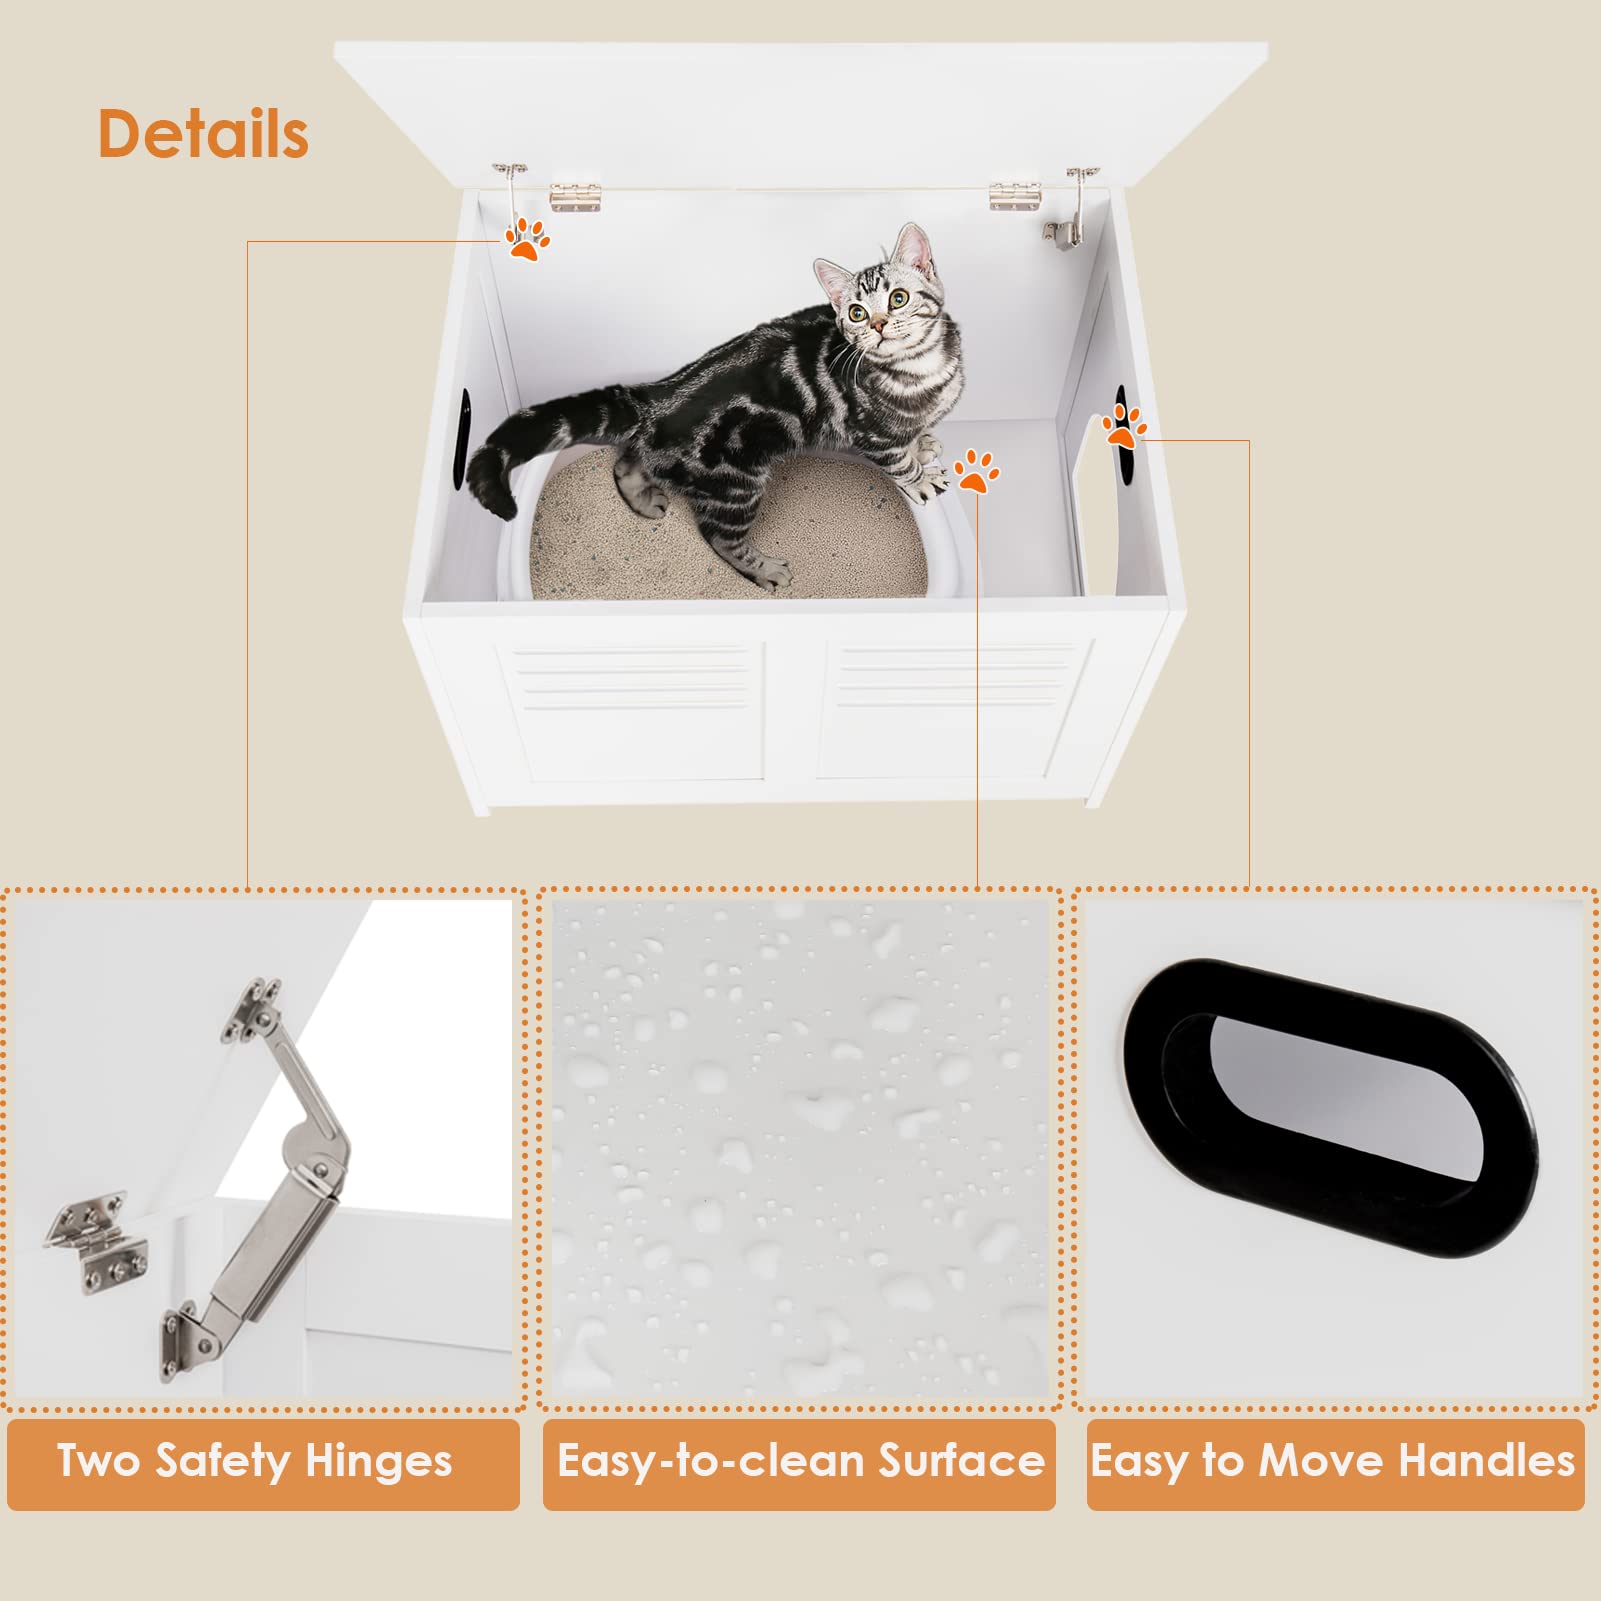 Details
Two Safety Hinges
Easy-to-clean Surface
Easy to Move Handles